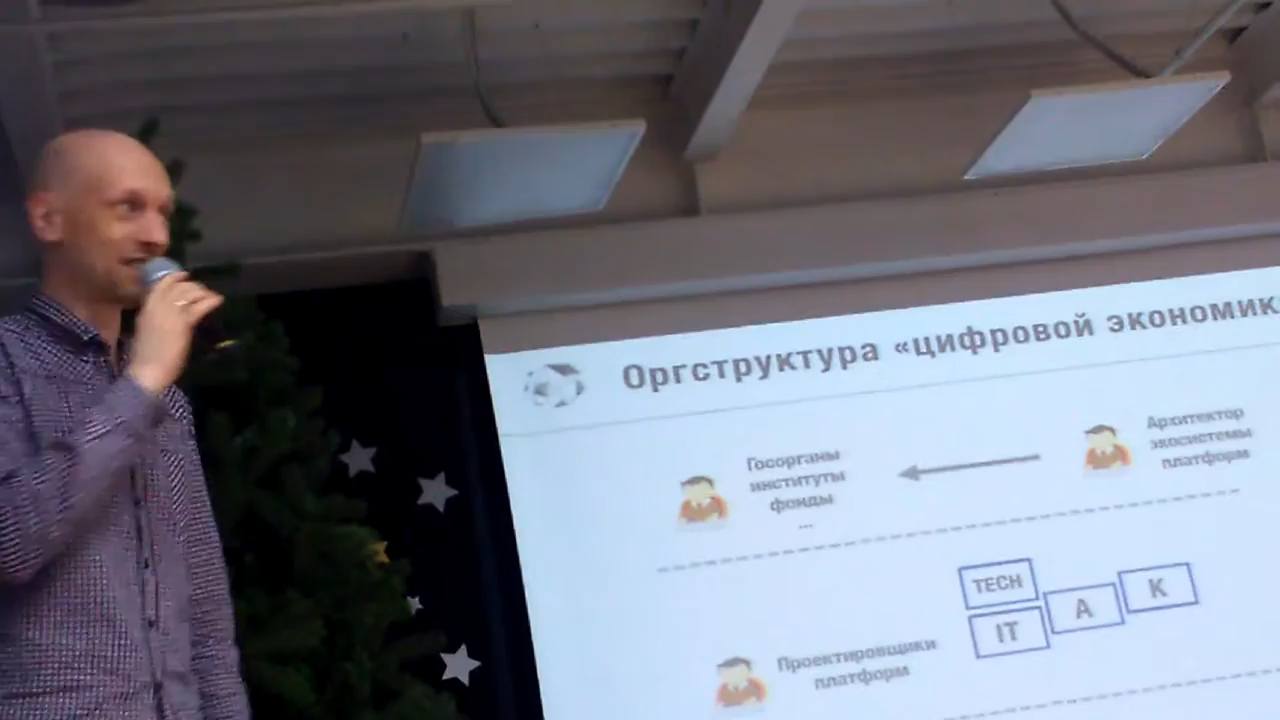 Оргструктура «цифровой экономик
Госорганы
институты
фонды
...
Архитектор
экосистемы
платформ
TECH
IT
А
К
Проектировщики
платформ